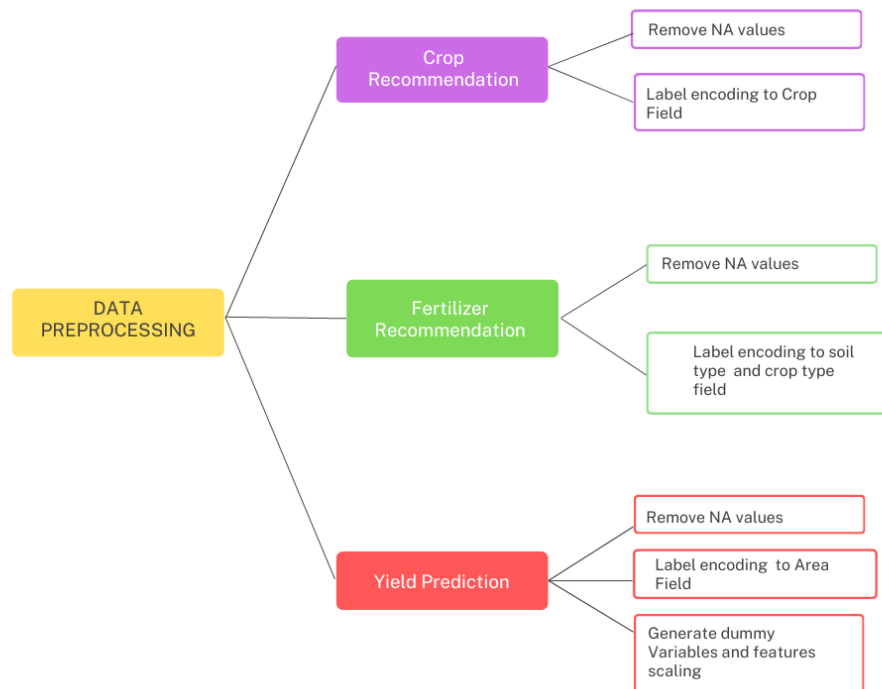 Crop
Recommendation
Remove NA values
Label encoding to Crop
Field
DATA
PREPROCESSING
Fertilizer
Recommendation
Remove NA values
Label encoding to soil
type and crop type
field
Yield Prediction
Remove NA values
Label encoding to Area
Field
Generate dummy
Variables and features
scaling